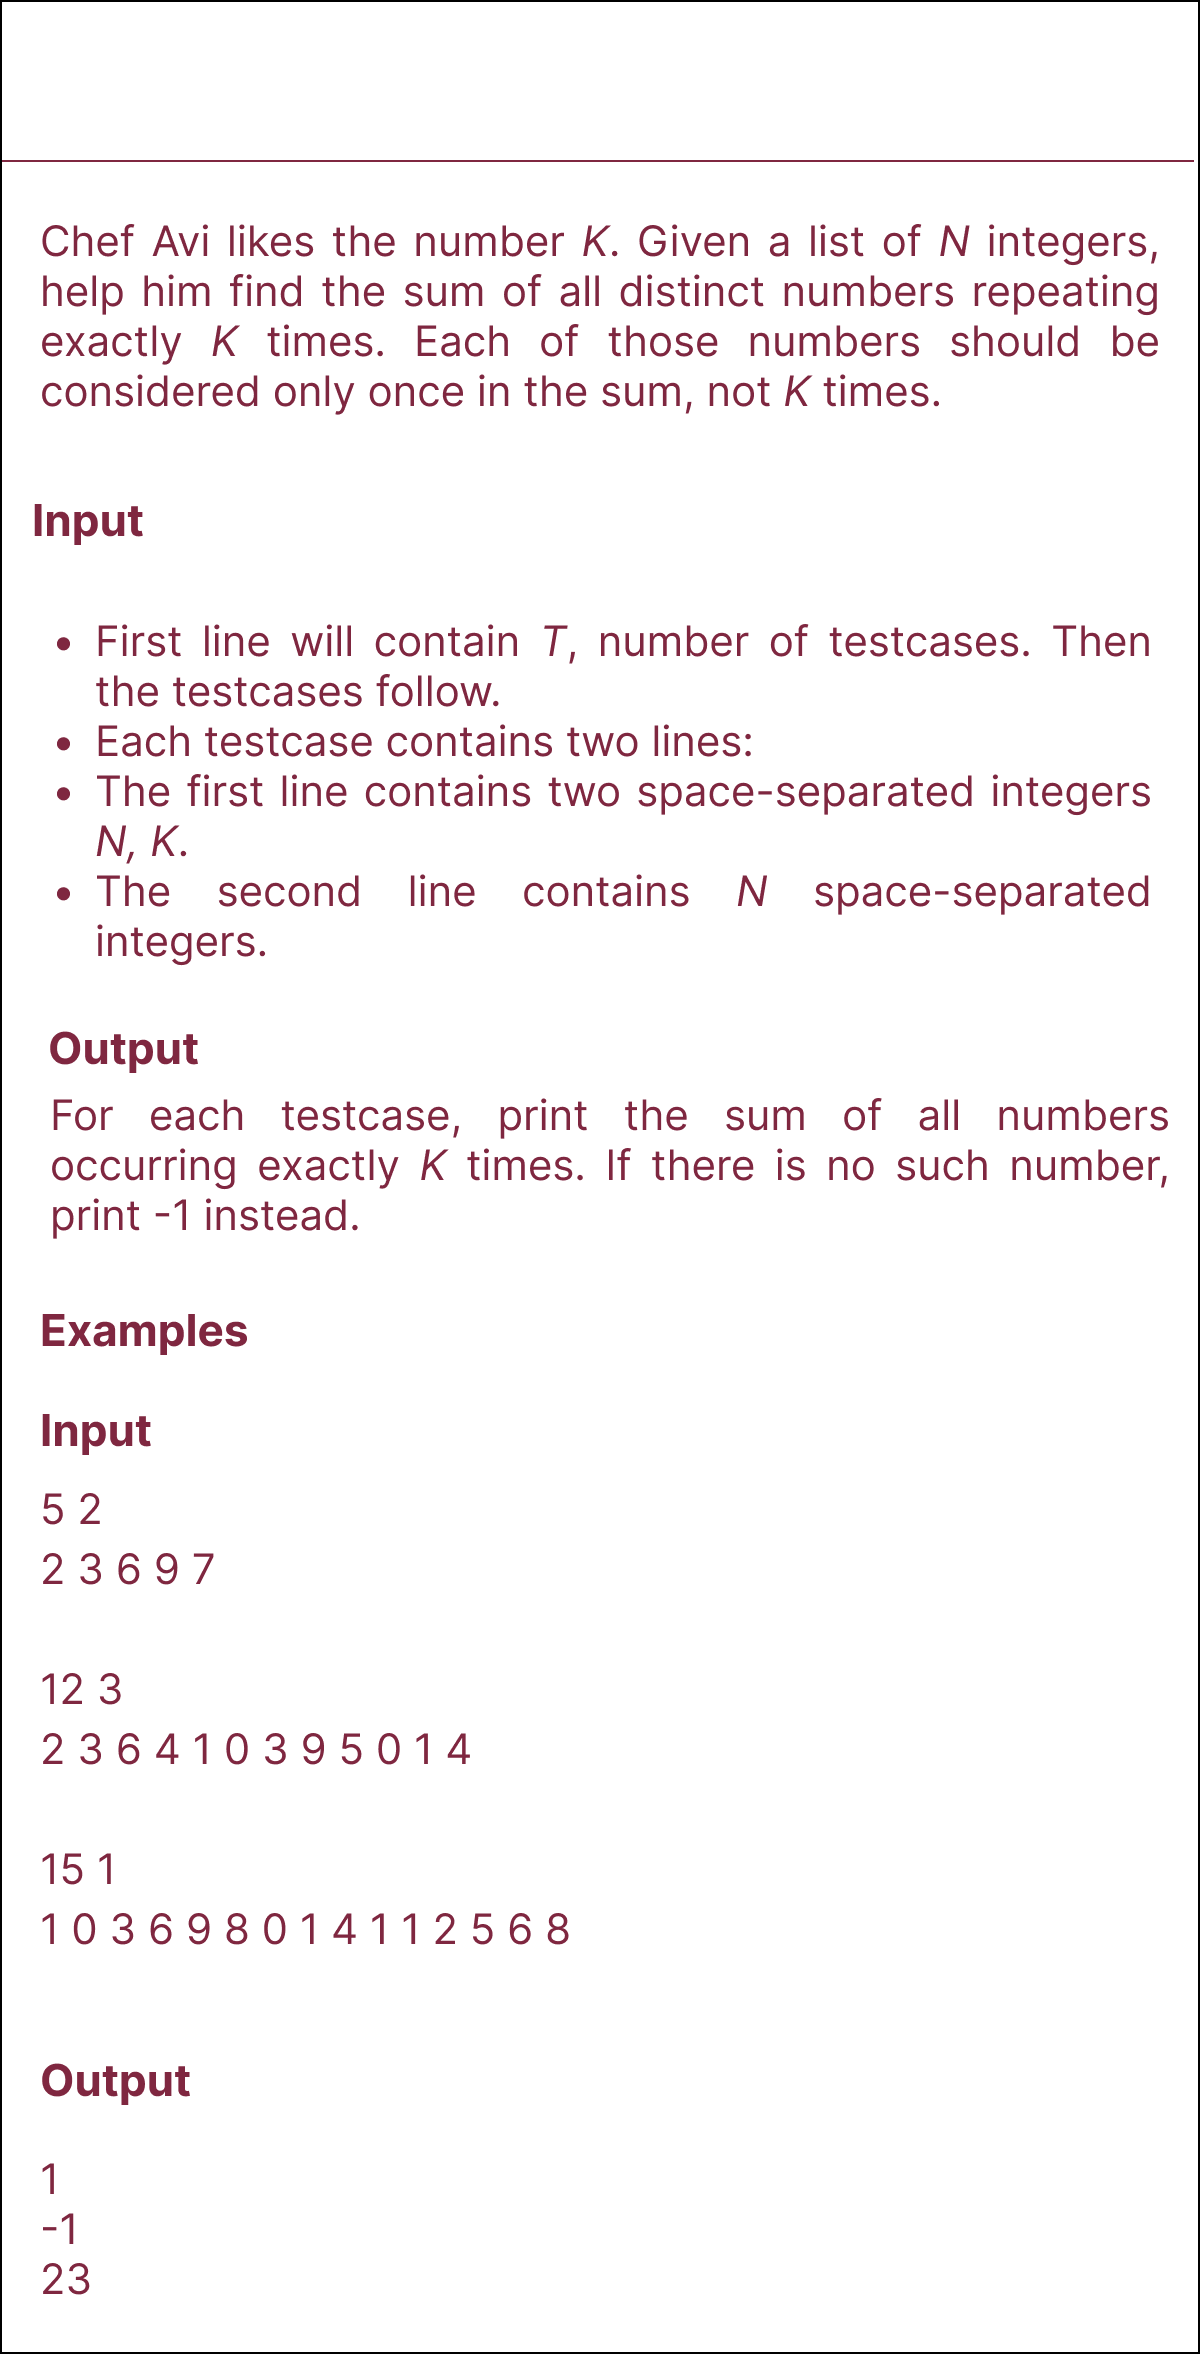 Chef Avi likes the number K. Given a list of N integers,
help him find the sum of all distinct numbers repeating
exactly K times. Each of those numbers should be
considered only once in the sum, not K times.
Input
• First line will contain T, number of testcases. Then
the testcases follow.
• Each testcase contains two lines:
• The first line contains two space-separated integers
N, K.
• The second line contains N space-separated
integers.
Output
For each testcase, print the sum of all numbers
occurring exactly K times. If there is no such number,
print -1 instead.
Examples
Input
5 2
2 3 6 9 7
12 3
2 3 6 4 1 0 3 9 5 0 1 4
15 1
1 0 3 6 9 8 0 1 4 1 1 2 5 6 8
Output
1
-1
23